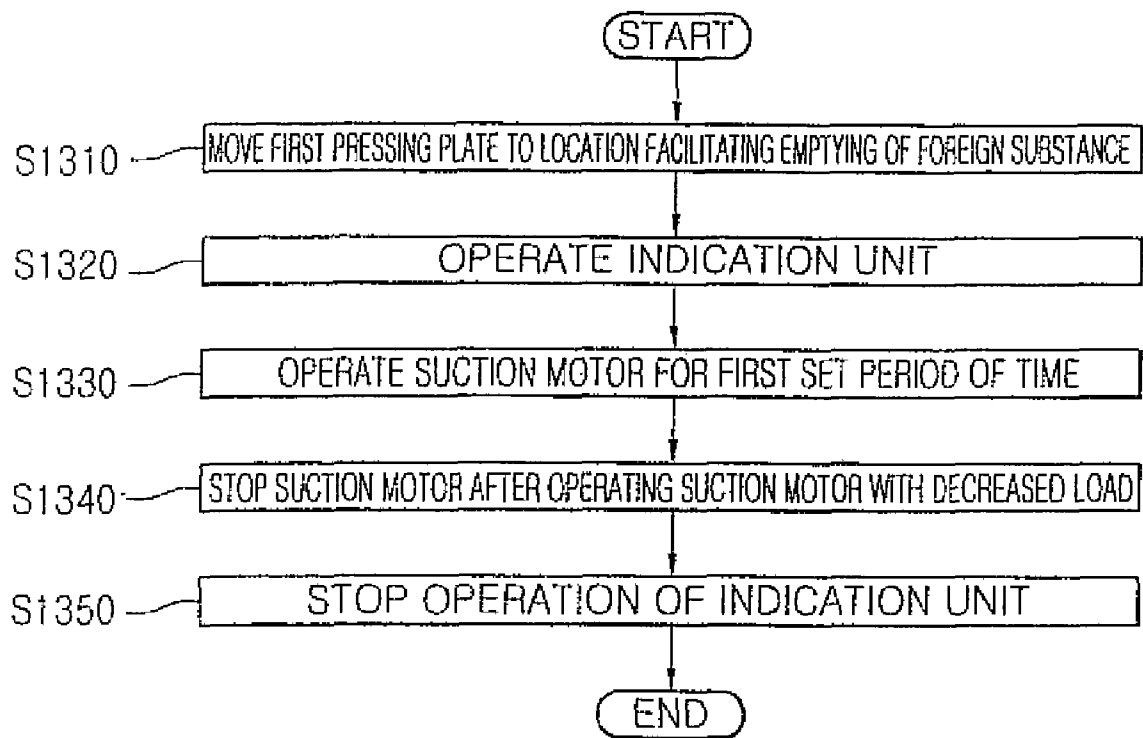 START
S1310
MOVE FIRST PRESSING PLATE TO LOCATION FACILITATING EMPTYING OF FOREIGN SUBSTANCE
S1320
OPERATE INDICATION UNIT
S1330
OPERATE SUCTION MOTOR FOR FIRST SET PERIOD OF TIME
S1340
STOP SUCTION MOTOR AFTER OPERATING SUCTION MOTOR WITH DECREASED LOAD
S1350
STOP OPERATION OF INDICATION UNIT
END